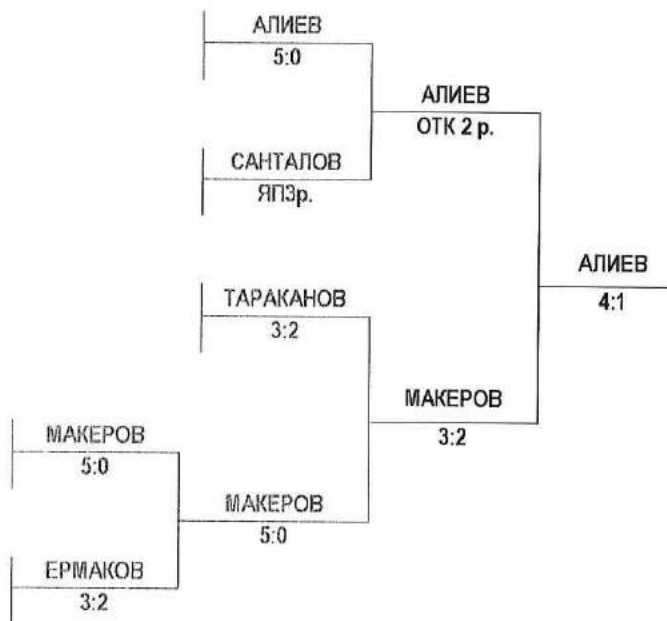 АЛИЕВ
5:0
АЛИЕВ
ОТК 2 р.
САНТАЛОВ
ЯП3р.
АЛИЕВ
4:1
ТАРАКАНОВ
3:2
МАКЕРОВ
3:2
МАКЕРОВ
5:0
МАКЕРОВ
5:0
ЕРМАКОВ
3:2